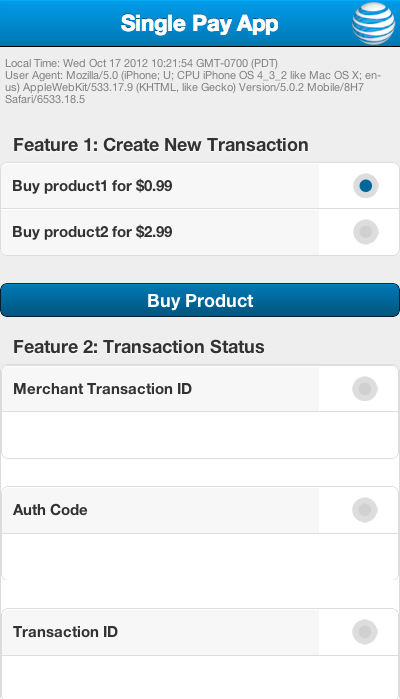 Single Pay App
Local Time: Wed Oct 17 2012 10:21:54 GMT-0700 (PDT)
User Agent: Mozilla/5.0 (iPhone; U; CPU iPhone OS 4_3_2 like Mac OS X; en-
us) AppleWebKit/533.17.9 (KHTML, like Gecko) Version/5.0.2 Mobile/8H7
Safari/6533.18.5
Feature 1: Create New Transaction
Buy product1 for $0.99
Buy product2 for $2.99
Buy Product
Feature 2: Transaction Status
Merchant Transaction ID
Auth Code
Transaction ID